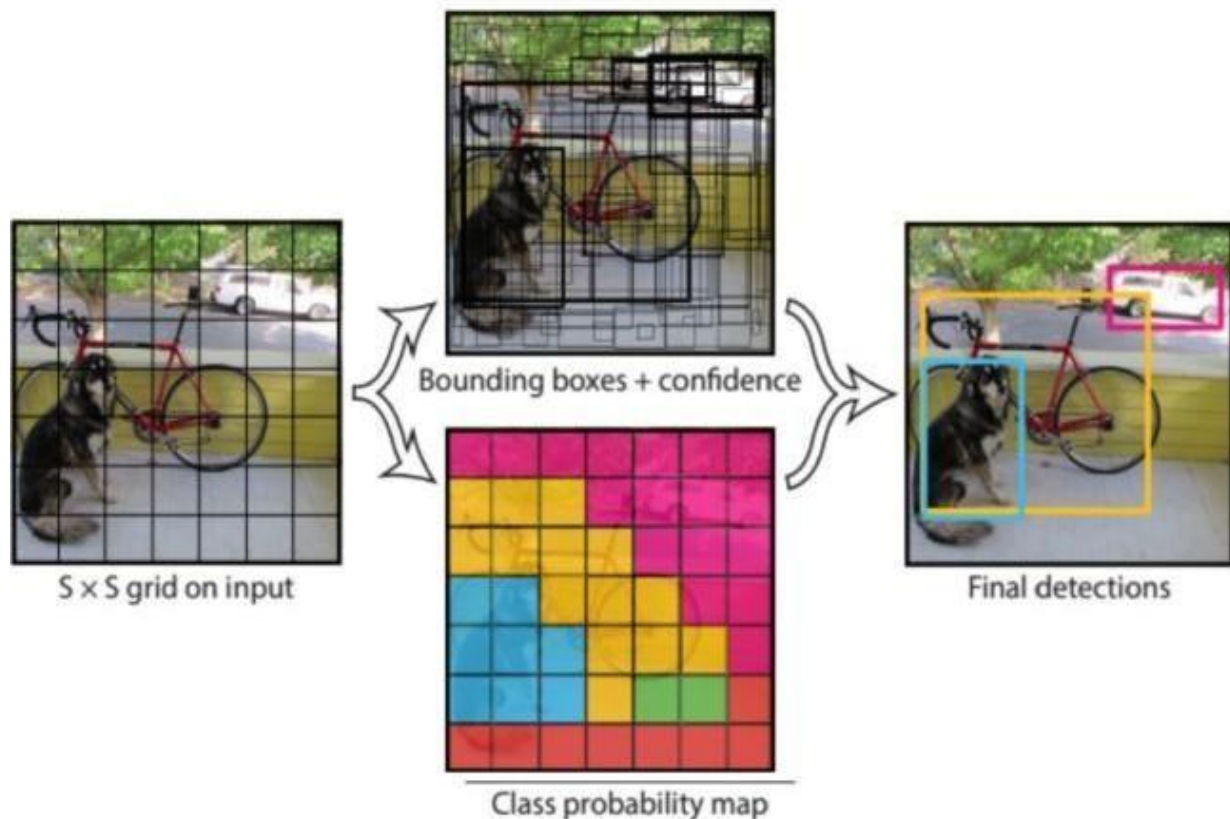 Bounding boxes + confidence
S × S grid on input
Final detections
Class probability map